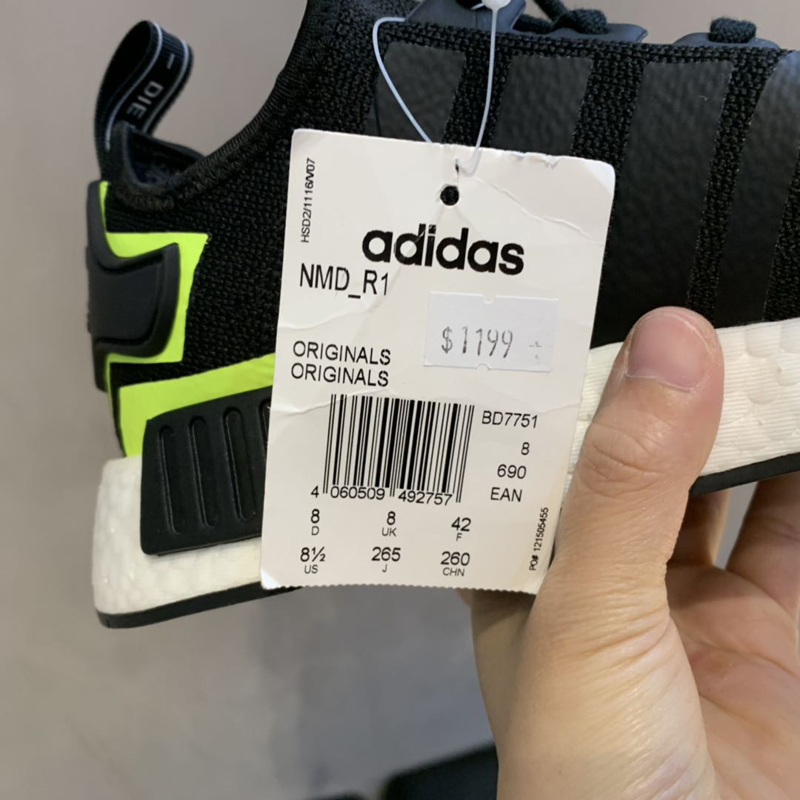 DIE
HSD2/1116/V07
adidas
NMD_R1
$1199
ORIGINALS
ORIGINALS
BD7751
8
690
EAN
4 060509 492757
8 8 42
D UK F
8½ 265 260
US J CHN
PO# 121505455